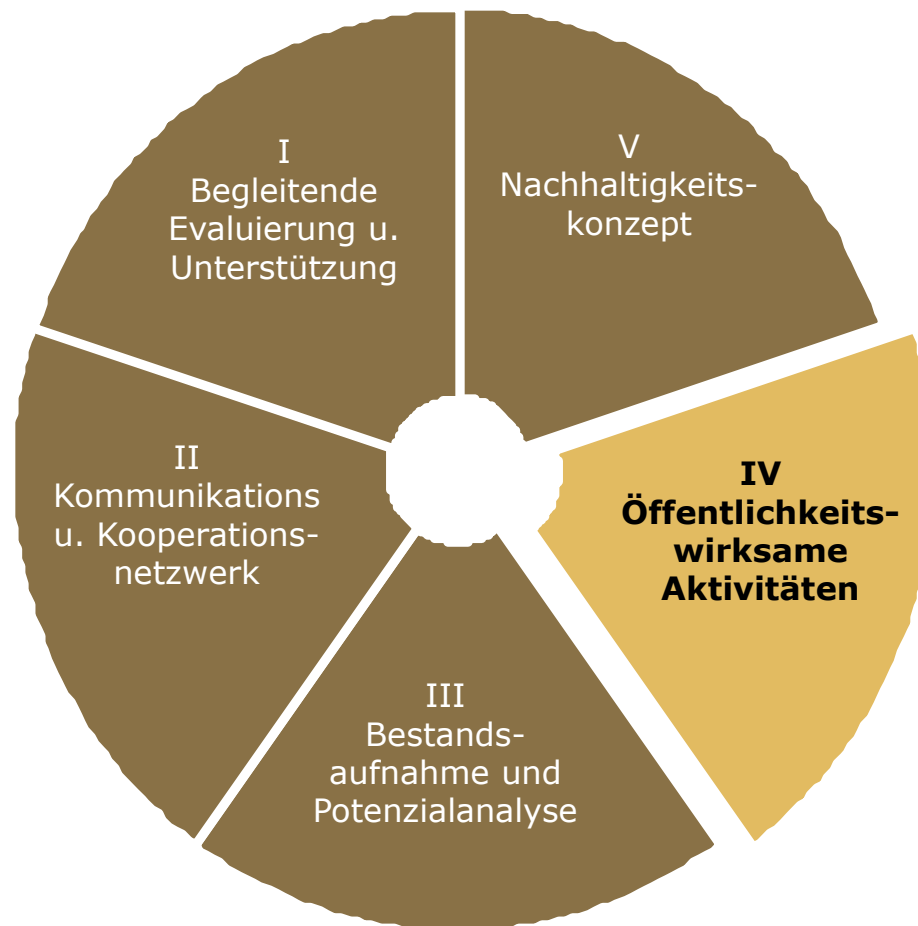 I
Begleitende
Evaluierung u.
Unterstützung
II
Kommunikations
u. Kooperations-
netzwerk
III
Bestands-
aufnahme und
Potenzialanalyse
IV
Öffentlichkeits-
wirksame
Aktivitäten
V
Nachhaltigkeits-
konzept